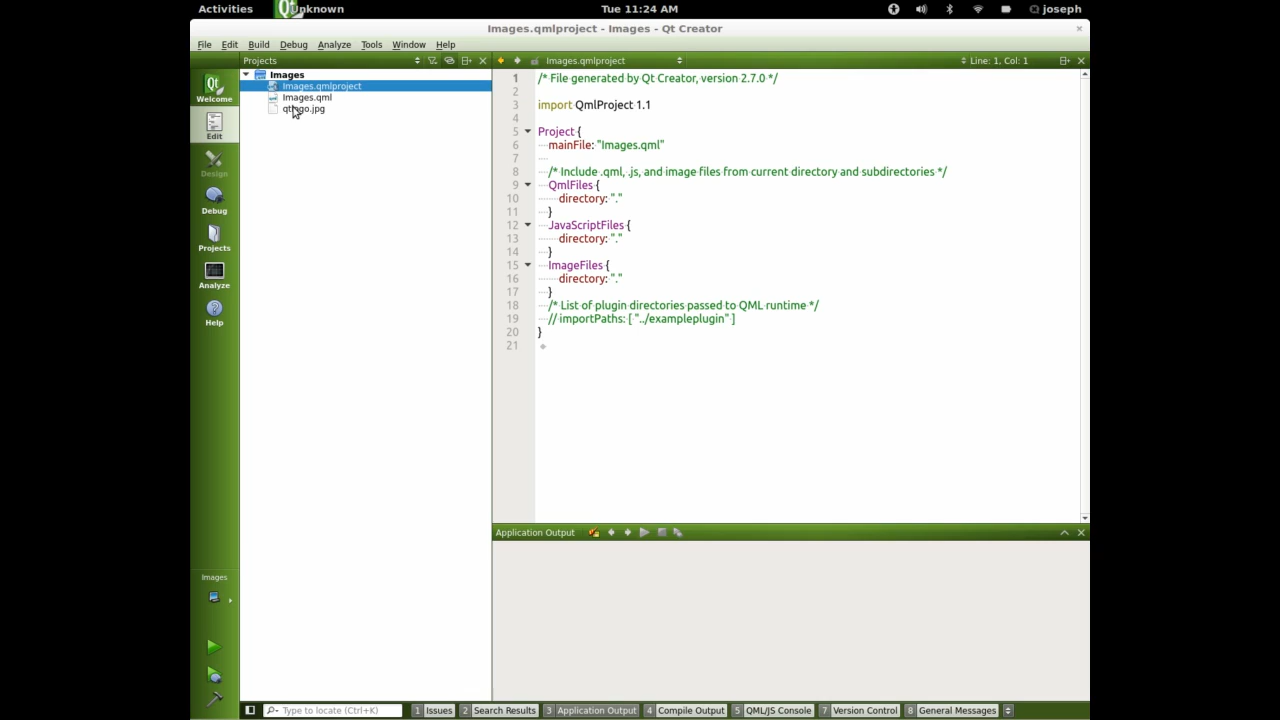 Activities Unknown Tue 11:24 AM joseph
Images.qmlproject - Images - Qt Creator
File Edit Build Debug Analyze Tools Window Help
Projects Images.qmlproject Line: 1, Col: 1
Welcome
Edit
Design
Debug
Projects
Analyze
Help
Images
Images
Images.qmlproject
Images.qml
1 /* File generated by Qt Creator, version 2.7.0 */
2
3 import QmlProject 1.1
4
5 Project {
6 mainFile: "Images.qml"
7
8 /* Include .qml, .js, and image files from current directory and subdirectories */
9 QmlFiles {
10 directory: "."
11 }
12 JavaScriptFiles {
13 directory: "."
14 }
15 ImageFiles {
16 directory: "."
17 }
18 /* List of plugin directories passed to QML runtime */
19 // importPaths: [ "../exampleplugin" ]
20 }
21
Application Output
Type to locate (Ctrl+K) 1 Issues 2 Search Results 3 Application Output 4 Compile Output 5 QML/JS Console 7 Version Control 8 General Messages